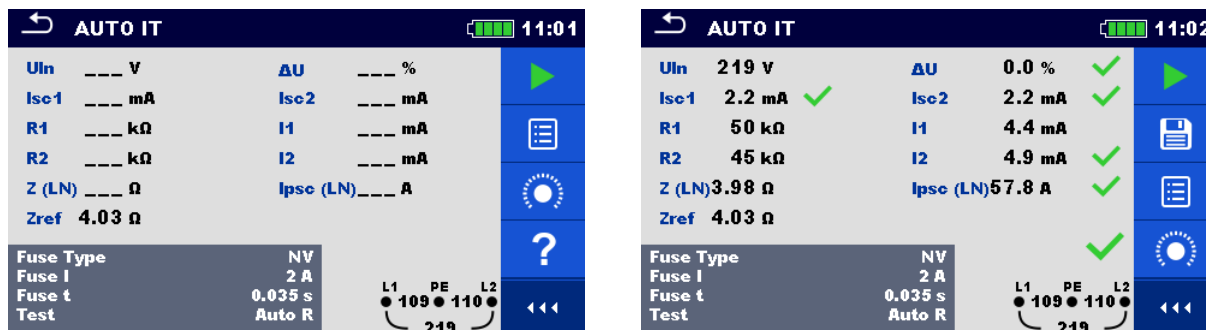 AUTO IT 11:01
Uln ___ V ΔU ___ %
Isc1 ___ mA Isc2 ___ mA
R1 ___ kΩ I1 ___ mA
R2 ___ kΩ I2 ___ mA
Z (LN) ___ Ω Ipsc (LN)___ A
Zref 4.03 Ω
?
Fuse Type NV
Fuse I 2 A
Fuse t 0.035 s
Test Auto R
L1 PE L2
109 110
219
AUTO IT 11:02
Uln 219 V ΔU 0.0 %
Isc1 2.2 mA Isc2 2.2 mA
R1 50 kΩ I1 4.4 mA
R2 45 kΩ I2 4.9 mA
Z (LN)3.98 Ω Ipsc (LN)57.8 A
Zref 4.03 Ω
Fuse Type NV
Fuse I 2 A
Fuse t 0.035 s
Test Auto R
L1 PE L2
109 110
219